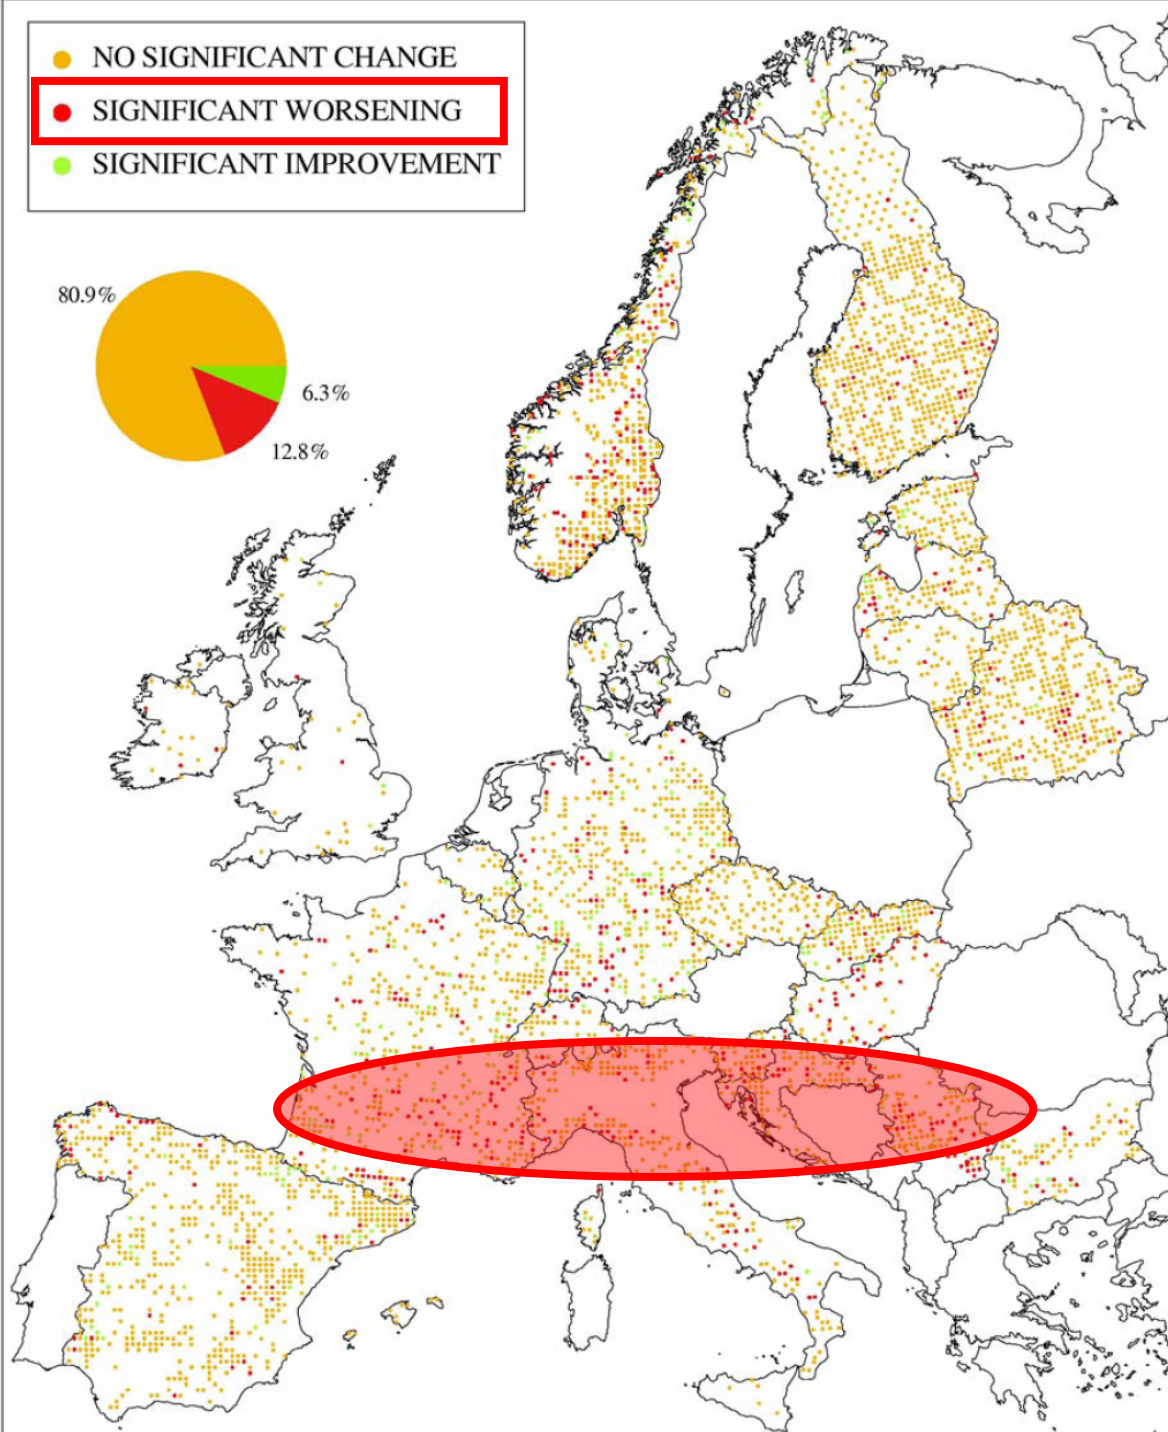 NO SIGNIFICANT CHANGE
SIGNIFICANT WORSENING
SIGNIFICANT IMPROVEMENT
80.9%
6.3%
12.8%